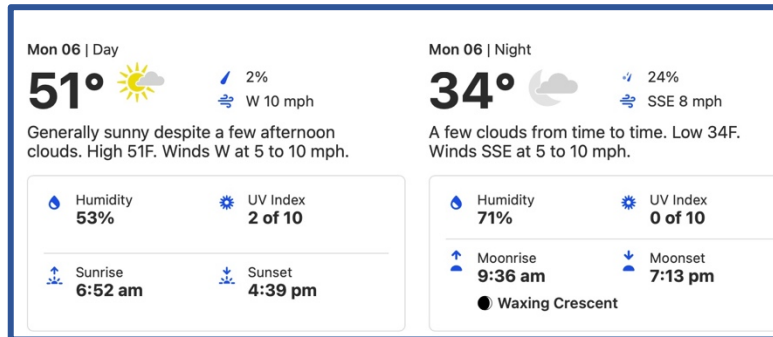 Mon 06 | Day
51°
2%
W 10 mph
Generally sunny despite a few afternoon
clouds. High 51F. Winds W at 5 to 10 mph.
Humidity
53%
UV Index
2 of 10
Sunrise
6:52 am
Sunset
4:39 pm
Mon 06 | Night
34°
24%
SSE 8 mph
A few clouds from time to time. Low 34F.
Winds SSE at 5 to 10 mph.
Humidity
71%
UV Index
0 of 10
Moonrise
9:36 am
Moonset
7:13 pm
Waxing Crescent